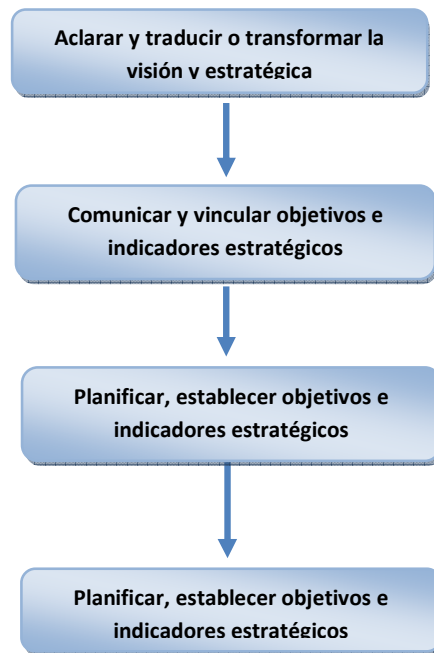 Aclarar y traducir o transformar la
visión y estratégica
Comunicar y vincular objetivos e
indicadores estratégicos
Planificar, establecer objetivos e
indicadores estratégicos
Planificar, establecer objetivos e
indicadores estratégicos